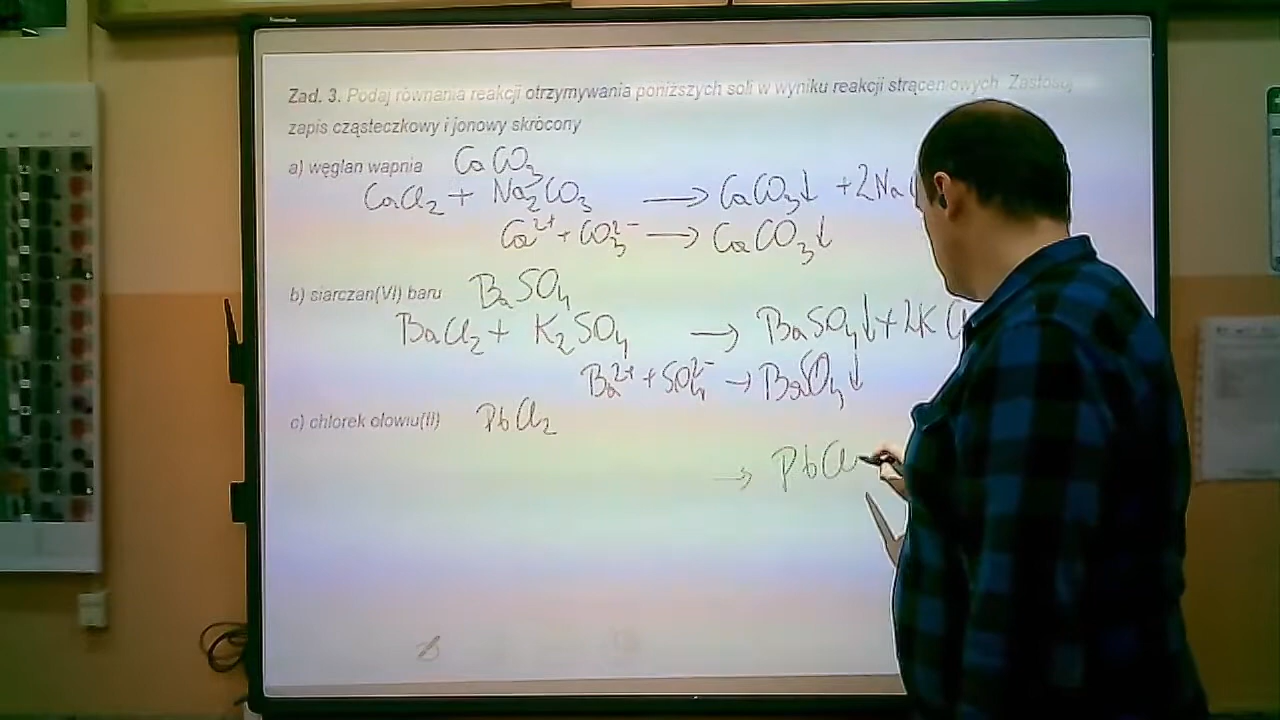 Zad. 3. Podaj równania reakcji otrzymywania poniższych soli w wyniku reakcji strąceniowych. Zastosuj
zapis cząsteczkowy i jonowy skrócony
a) węglan wapnia CaCO₃
CaCl₂ + Na₂CO₃ → CaCO₃↓ + 2Na
Ca²⁺ + CO₃²⁻ → CaCO₃↓
b) siarczan(VI) baru BaSO₄
BaCl₂ + K₂SO₄ → BaSO₄↓ + 2KCl
Ba²⁺ + SO₄²⁻ → BaSO₄↓
c) chlorek ołowiu(II) PbCl₂
→ PbCl